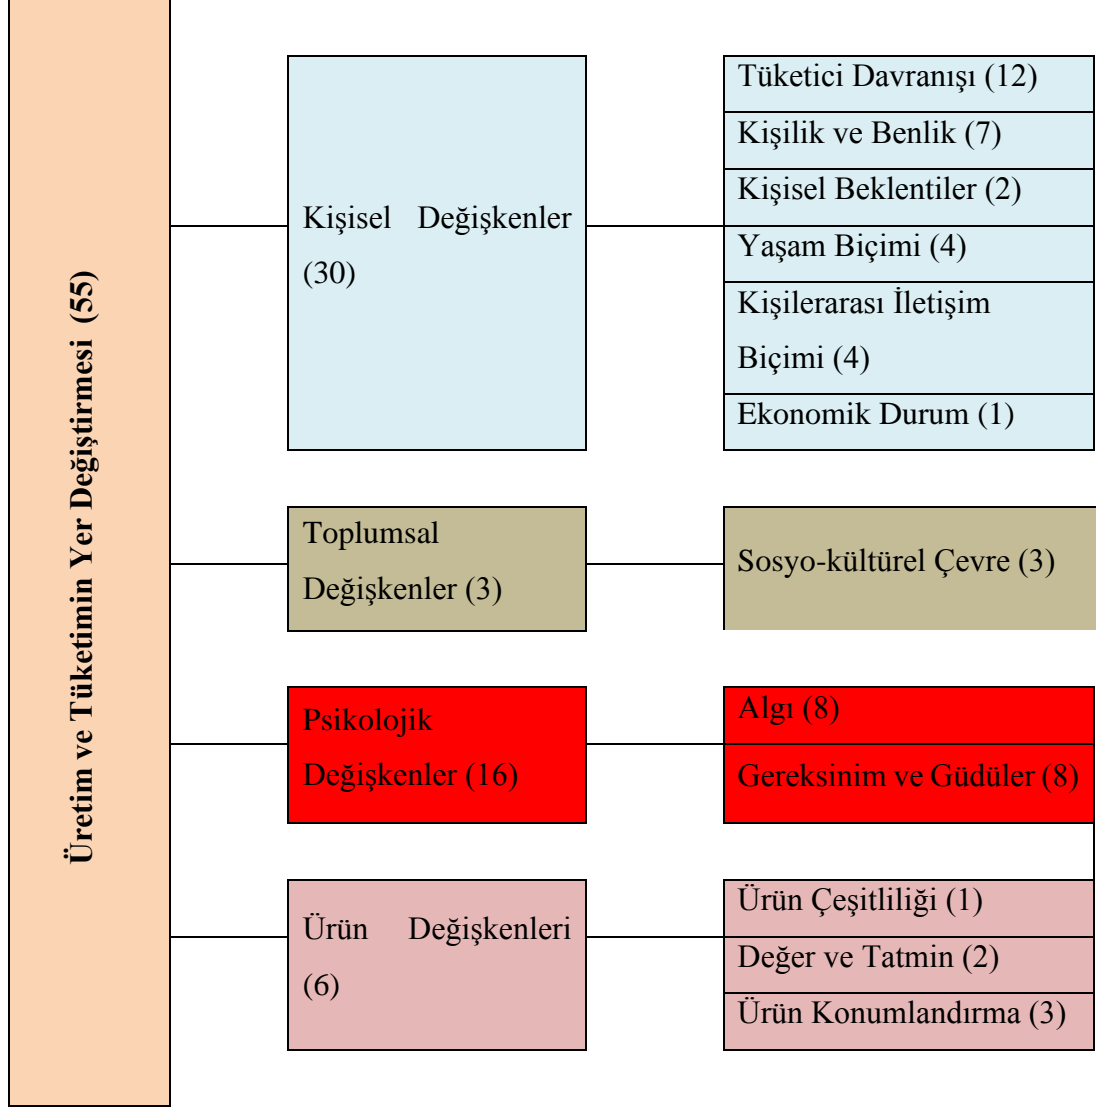 Üretim ve Tüketimin Yer Değiştirmesi (55)
Kişisel Değişkenler
(30)
Tüketici Davranışı (12)
Kişilik ve Benlik (7)
Kişisel Beklentiler (2)
Yaşam Biçimi (4)
Kişilerarası İletişim
Biçimi (4)
Ekonomik Durum (1)
Toplumsal
Değişkenler (3)
Sosyo-kültürel Çevre (3)
Psikolojik
Değişkenler (16)
Algı (8)
Gereksinim ve Güdüler (8)
Ürün Değişkenleri
(6)
Ürün Çeşitliliği (1)
Değer ve Tatmin (2)
Ürün Konumlandırma (3)